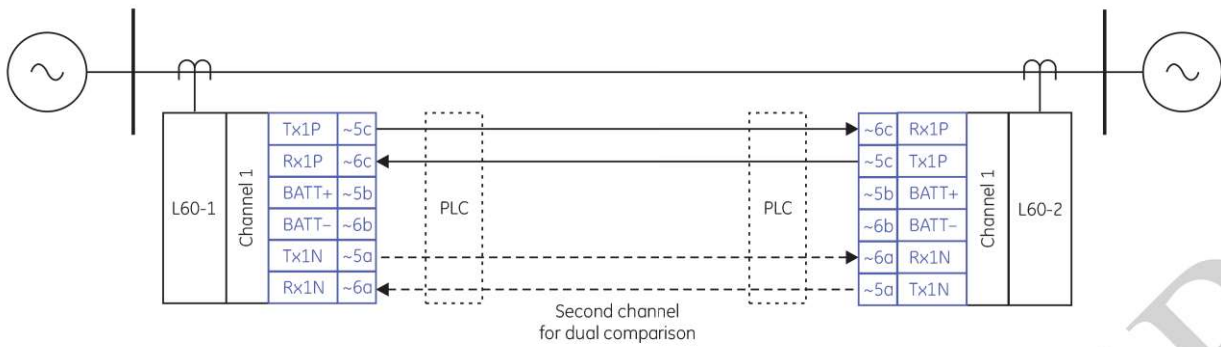 Tx1P ~5c ~6c Rx1P
Rx1P ~6c ~5c Tx1P
BATT+ ~5b ~5b BATT+
L60-1 Channel 1 PLC PLC Channel 1 L60-2
BATT– ~6b ~6b BATT–
Tx1N ~5a ~6a Rx1N
Rx1N ~6a ~5a Tx1N
Second channel
for dual comparison